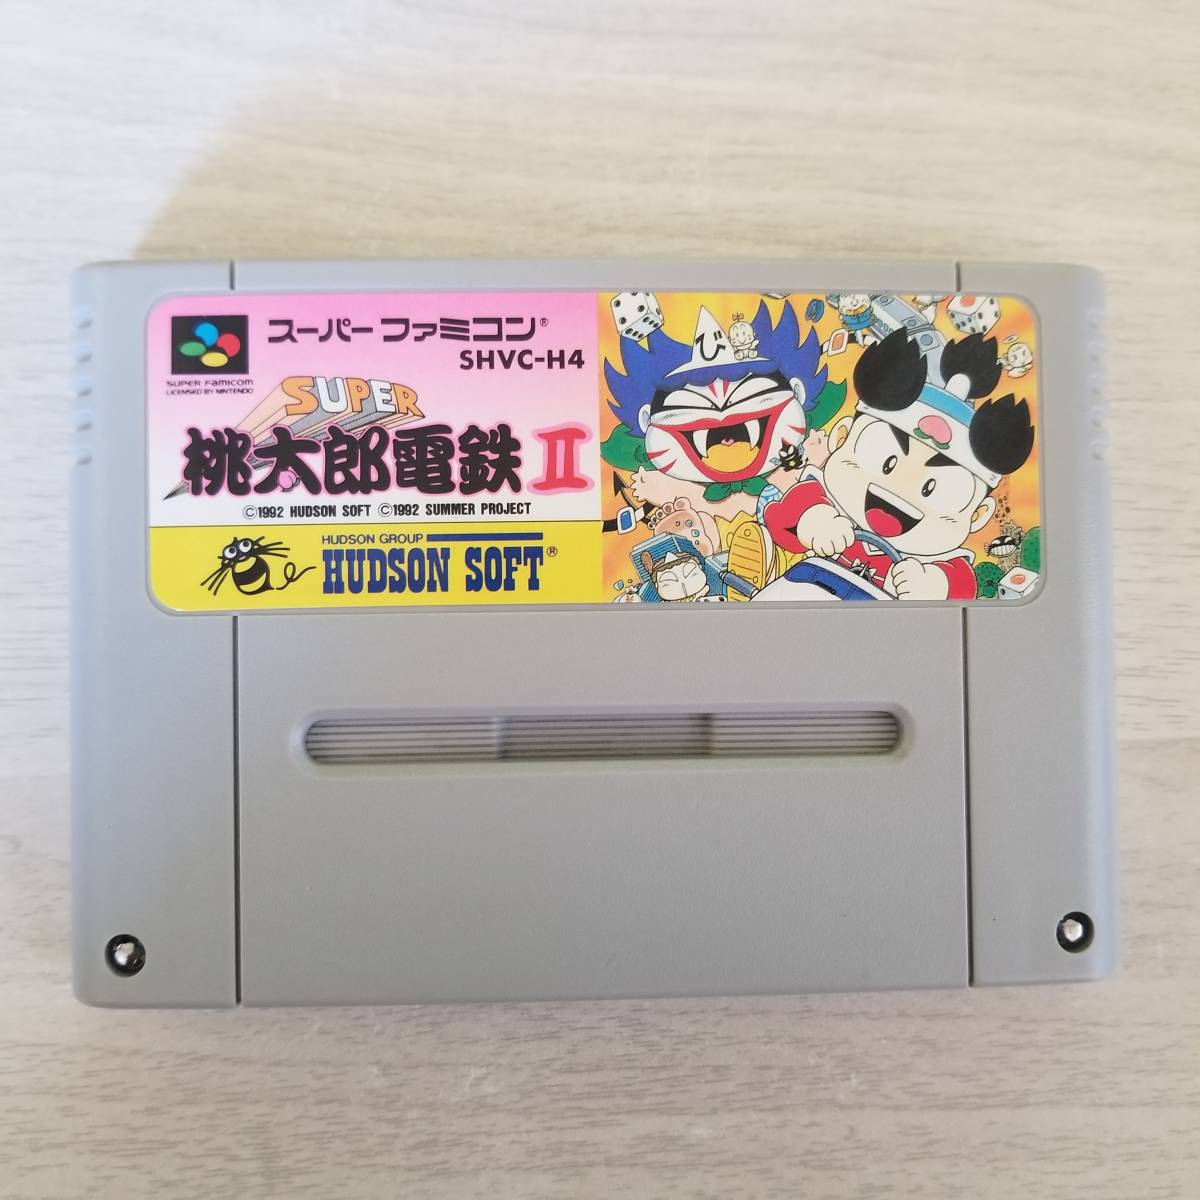 スーパーファミコン®
SHVC-H4
SUPER FAMICOM
LICENSED BY NINTENDO
SUPER
桃太郎電鉄II
©1992 HUDSON SOFT ©1992 SUMMER PROJECT
HUDSON GROUP
HUDSON SOFT®
び